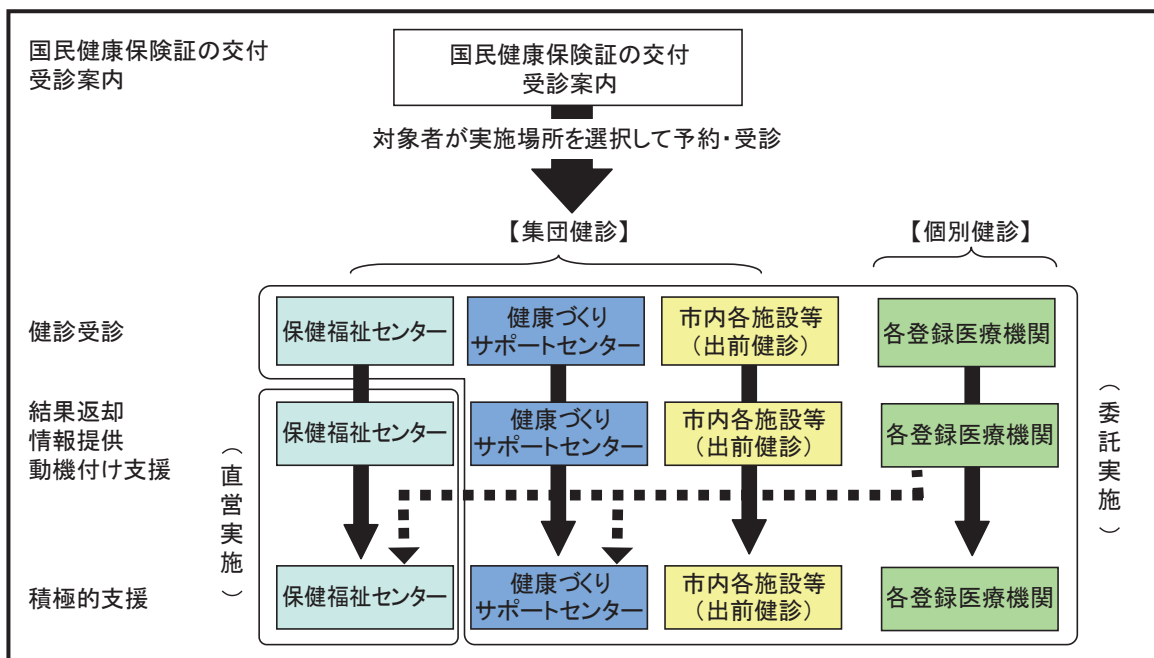 国民健康保険証の交付
受診案内
国民健康保険証の交付
受診案内
対象者が実施場所を選択して予約・受診
【集団健診】
【個別健診】
健診受診
保健福祉センター
健康づくり
サポートセンター
市内各施設等
（出前健診）
各登録医療機関
結果返却
情報提供
動機付け支援
保健福祉センター
健康づくり
サポートセンター
市内各施設等
（出前健診）
各登録医療機関
（直営実施）
（委託実施）
積極的支援
保健福祉センター
健康づくり
サポートセンター
市内各施設等
（出前健診）
各登録医療機関